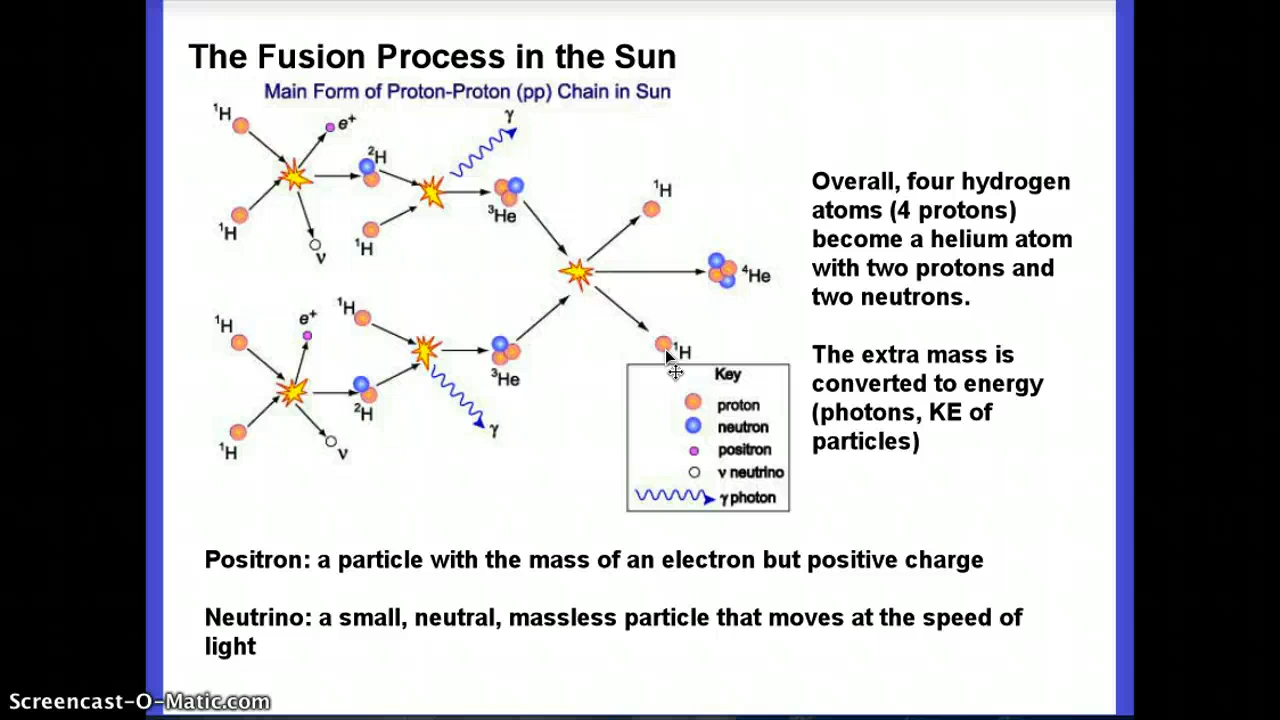 The Fusion Process in the Sun
Main Form of Proton-Proton (pp) Chain in Sun
¹H
e⁺
²H
γ
¹H
ν
¹H
³He
¹H
⁴He
¹H
¹H
e⁺
¹H
³He
²H
γ
¹H
ν
Key
proton
neutron
positron
ν neutrino
γ photon
Overall, four hydrogen
atoms (4 protons)
become a helium atom
with two protons and
two neutrons.
The extra mass is
converted to energy
(photons, KE of
particles)
Positron: a particle with the mass of an electron but positive charge
Neutrino: a small, neutral, massless particle that moves at the speed of
light
Screencast-O-Matic.com